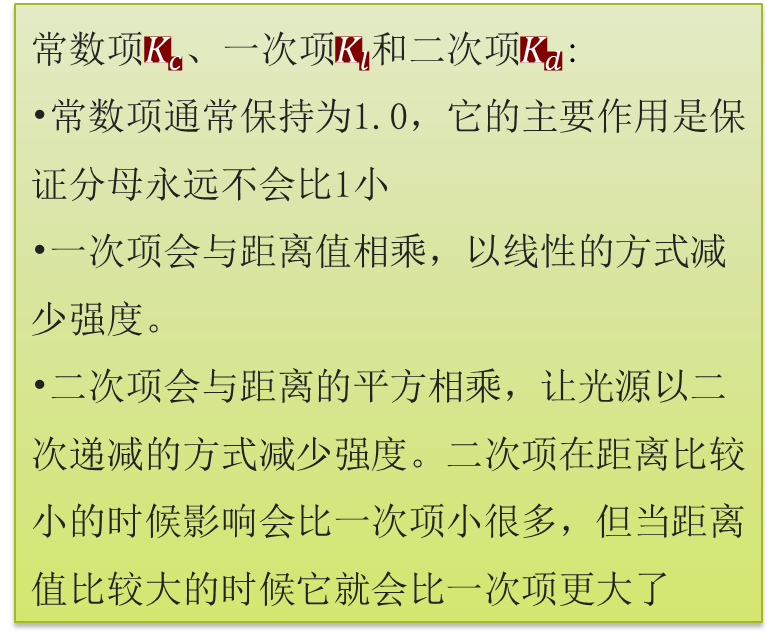 常数项Kc、一次项Kl和二次项Kd:
•常数项通常保持为1.0，它的主要作用是保
证分母永远不会比1小
•一次项会与距离值相乘，以线性的方式减
少强度。
•二次项会与距离的平方相乘，让光源以二
次递减的方式减少强度。二次项在距离比较
小的时候影响会比一次项小很多，但当距离
值比较大的时候它就会比一次项更大了